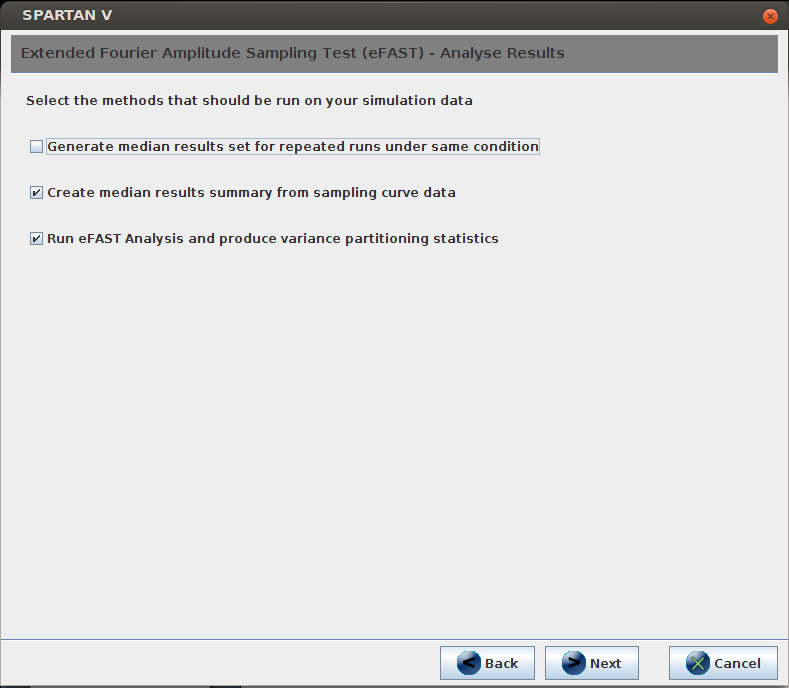 SPARTAN V
Extended Fourier Amplitude Sampling Test (eFAST) - Analyse Results
Select the methods that should be run on your simulation data
Generate median results set for repeated runs under same condition
Create median results summary from sampling curve data
Run eFAST Analysis and produce variance partitioning statistics
Back Next Cancel